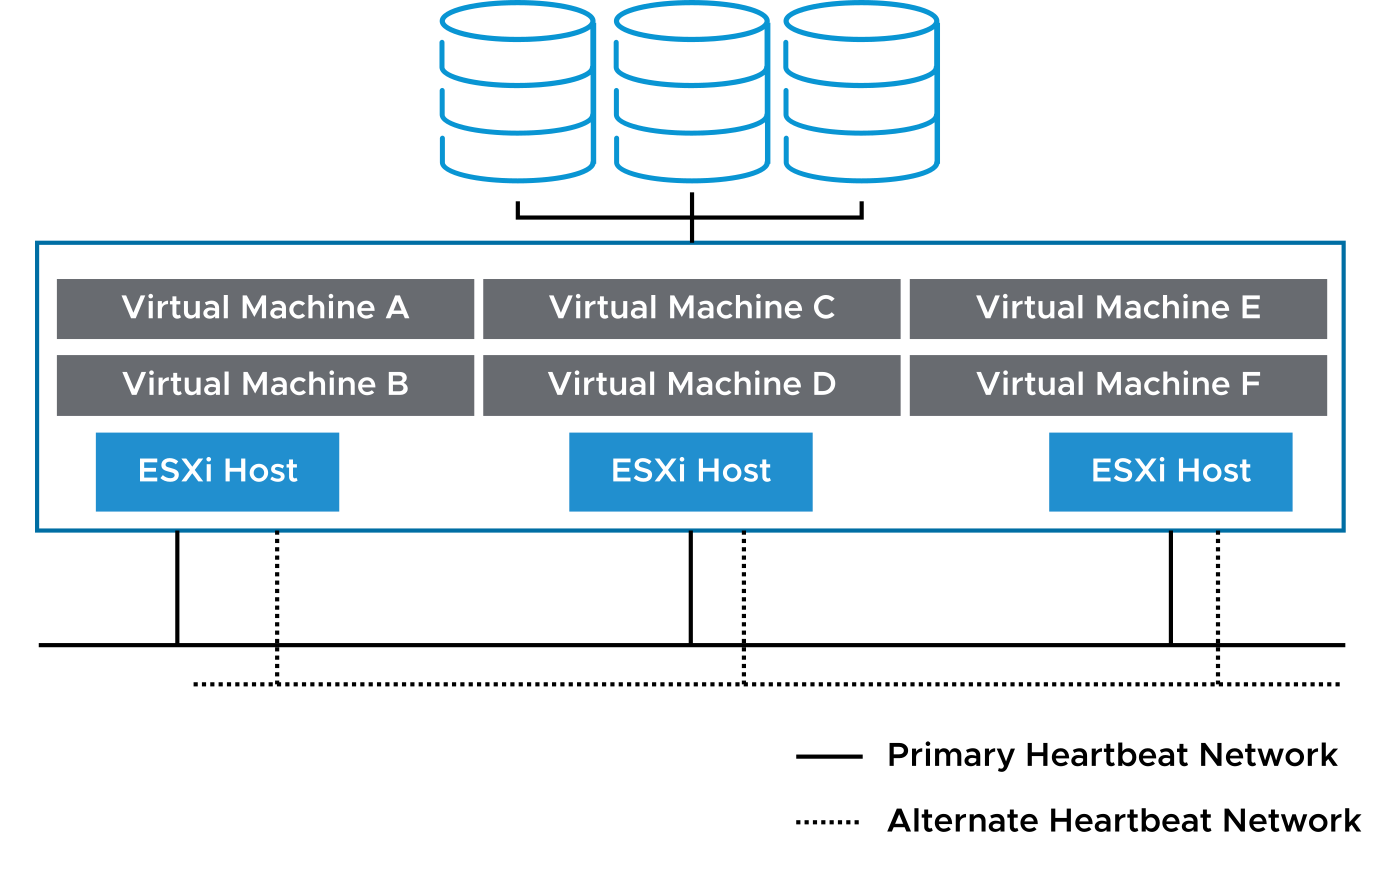 Virtual Machine A
Virtual Machine C
Virtual Machine E
Virtual Machine B
Virtual Machine D
Virtual Machine F
ESXi Host
ESXi Host
ESXi Host
Primary Heartbeat Network
Alternate Heartbeat Network